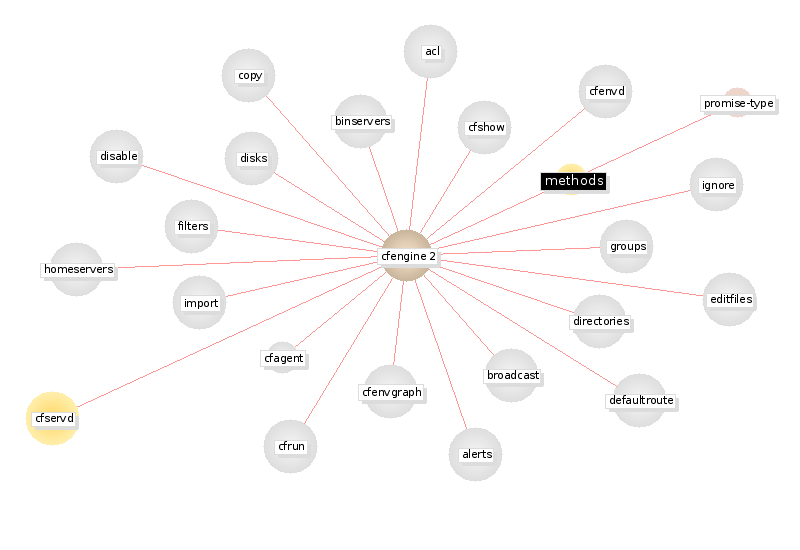 acl
copy
cfenvd
promise-type
binservers
cfshow
disable
disks
methods
ignore
filters
groups
cfengine 2
homeservers
import
editfiles
directories
cfagent
broadcast
cfenvgraph
defaultroute
cfservd
cfrun
alerts